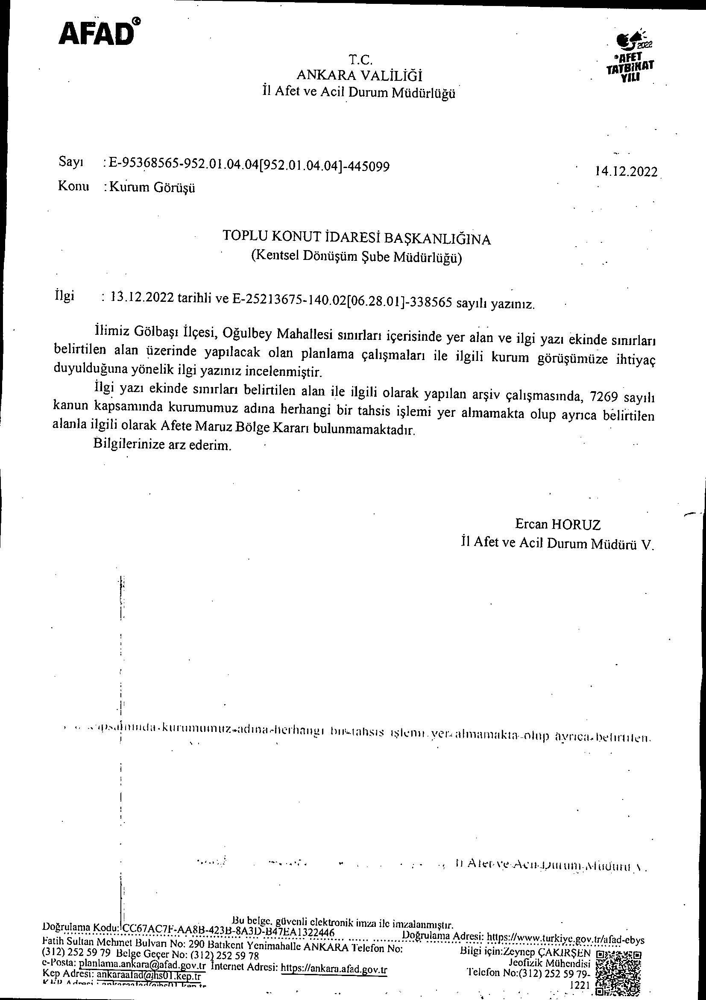 AFAD
2022
AFET
TATBİKAT
YILI
T.C.
ANKARA VALİLİĞİ
İl Afet ve Acil Durum Müdürlüğü
Sayı : E-95368565-952.01.04.04[952.01.04.04]-445099
14.12.2022
Konu : Kurum Görüşü
TOPLU KONUT İDARESİ BAŞKANLIĞINA
(Kentsel Dönüşüm Şube Müdürlüğü)
İlgi : 13.12.2022 tarihli ve E-25213675-140.02[06.28.01]-338565 sayılı yazınız.
İlimiz Gölbaşı İlçesi, Oğulbey Mahallesi sınırları içerisinde yer alan ve ilgi yazı ekinde sınırları
belirtilen alan üzerinde yapılacak olan planlama çalışmaları ile ilgili kurum görüşümüze ihtiyaç
duyulduğuna yönelik ilgi yazınız incelenmiştir.
İlgi yazı ekinde sınırları belirtilen alan ile ilgili olarak yapılan arşiv çalışmasında, 7269 sayılı
kanun kapsamında kurumumuz adına herhangi bir tahsis işlemi yer almamakta olup ayrıca belirtilen
alanla ilgili olarak Afete Maruz Bölge Kararı bulunmamaktadır.
Bilgilerinize arz ederim.
Ercan HORUZ
İl Afet ve Acil Durum Müdürü V.
kurumumuz adına herhangi bir tahsis işlemi yer almamakta olup ayrıca belirtilen
İl Afet ve Acil Durum Müdürü V.
Bu belge, güvenli elektronik imza ile imzalanmıştır.
Doğrulama Kodu: CC67AC7F-AA8B-423B-8A3D-B47EA1322446
Doğrulama Adresi: https://www.turkiye.gov.tr/afad-ebys
Fatih Sultan Mehmet Bulvarı No: 290 Batıkent Yenimahalle ANKARA Telefon No:
(312) 252 59 79 Belge Geçer No: (312) 252 59 78
e-Posta: planlama.ankara@afad.gov.tr İnternet Adresi: https://ankara.afad.gov.tr
Kep Adresi: ankaraafad@hs01.kep.tr
Bilgi için:Zeynep ÇAKIRŞEN
Jeofizik Mühendisi
Telefon No:(312) 252 59 79-
1221